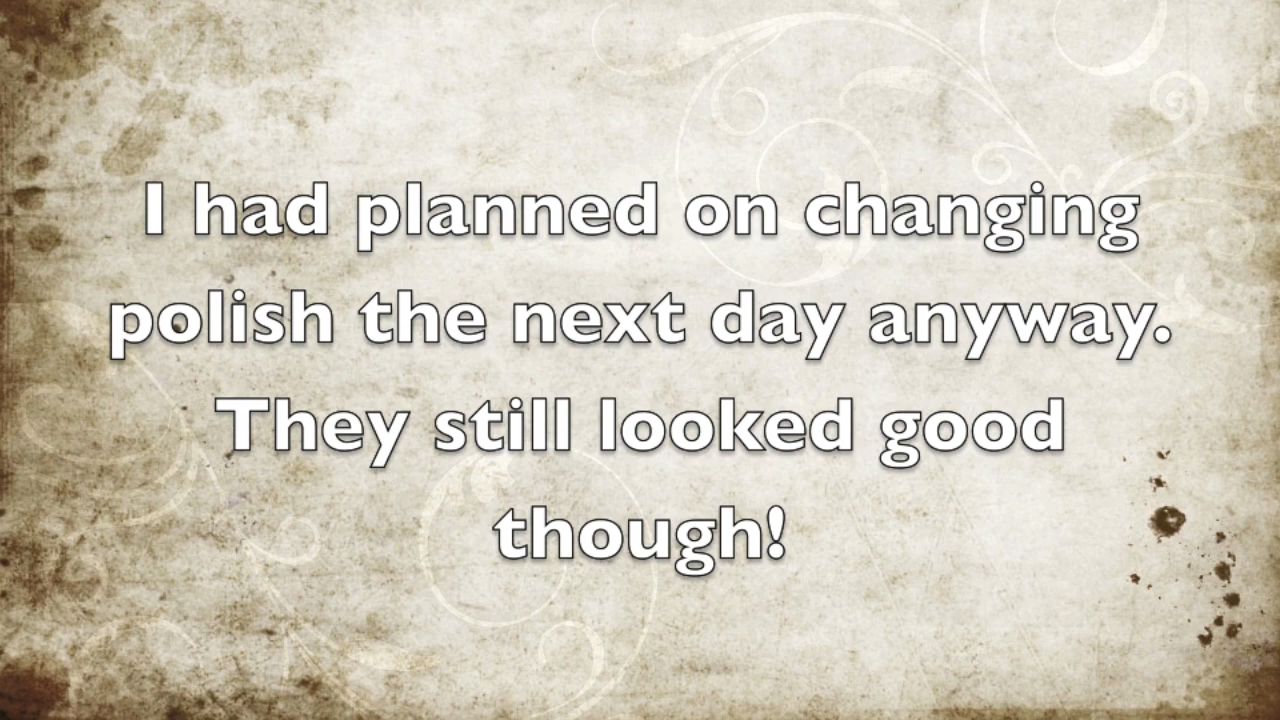 I had planned on changing
polish the next day anyway.
They still looked good
though!